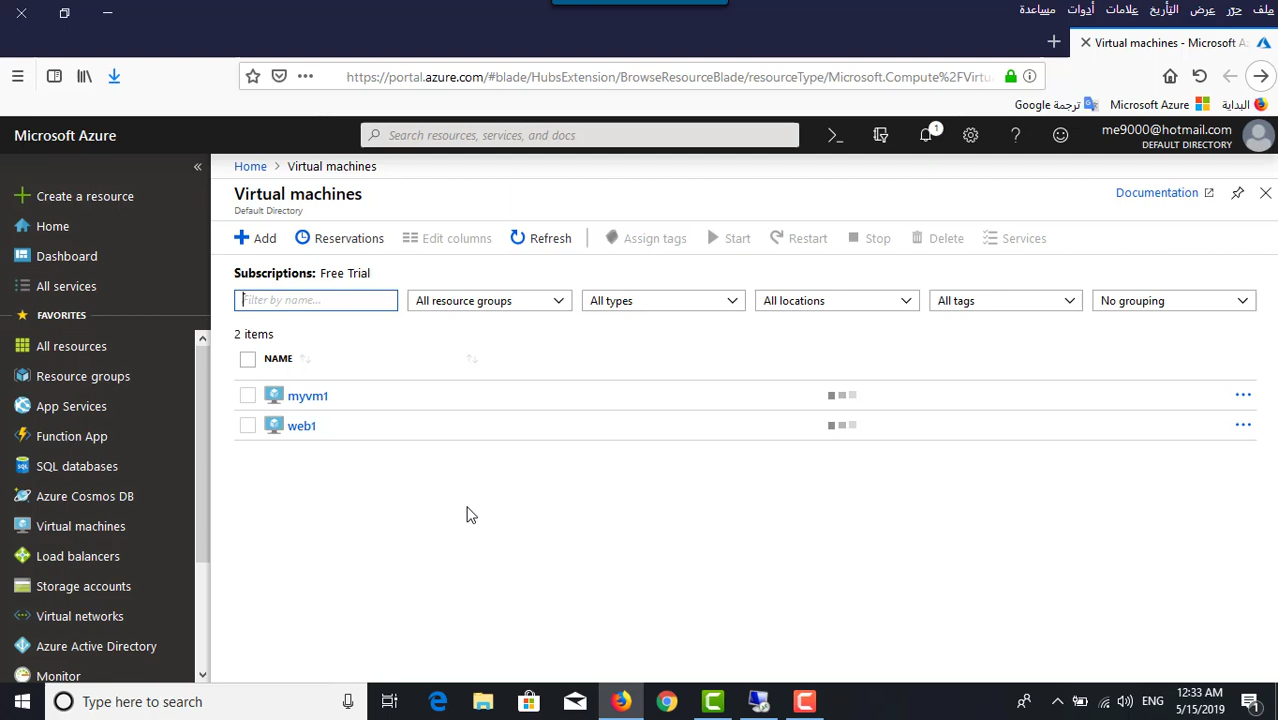 ملف حرّر عرض التأريخ علامات أدوات مساعدة
Virtual machines - Microsoft Az
https://portal.azure.com/#blade/HubsExtension/BrowseResourceBlade/resourceType/Microsoft.Compute%2FVirtu
البداية Microsoft Azure ترجمة Google
Microsoft Azure
Search resources, services, and docs
1
me9000@hotmail.com
DEFAULT DIRECTORY
Create a resource
Home
Dashboard
All services
FAVORITES
All resources
Resource groups
App Services
Function App
SQL databases
Azure Cosmos DB
Virtual machines
Load balancers
Storage accounts
Virtual networks
Azure Active Directory
Monitor
Home > Virtual machines
Virtual machines
Default Directory
Documentation
Add Reservations Edit columns Refresh Assign tags Start Restart Stop Delete Services
Subscriptions: Free Trial
Filter by name... All resource groups All types All locations All tags No grouping
2 items
NAME
myvm1
web1
Type here to search
ENG
12:33 AM
5/15/2019
1